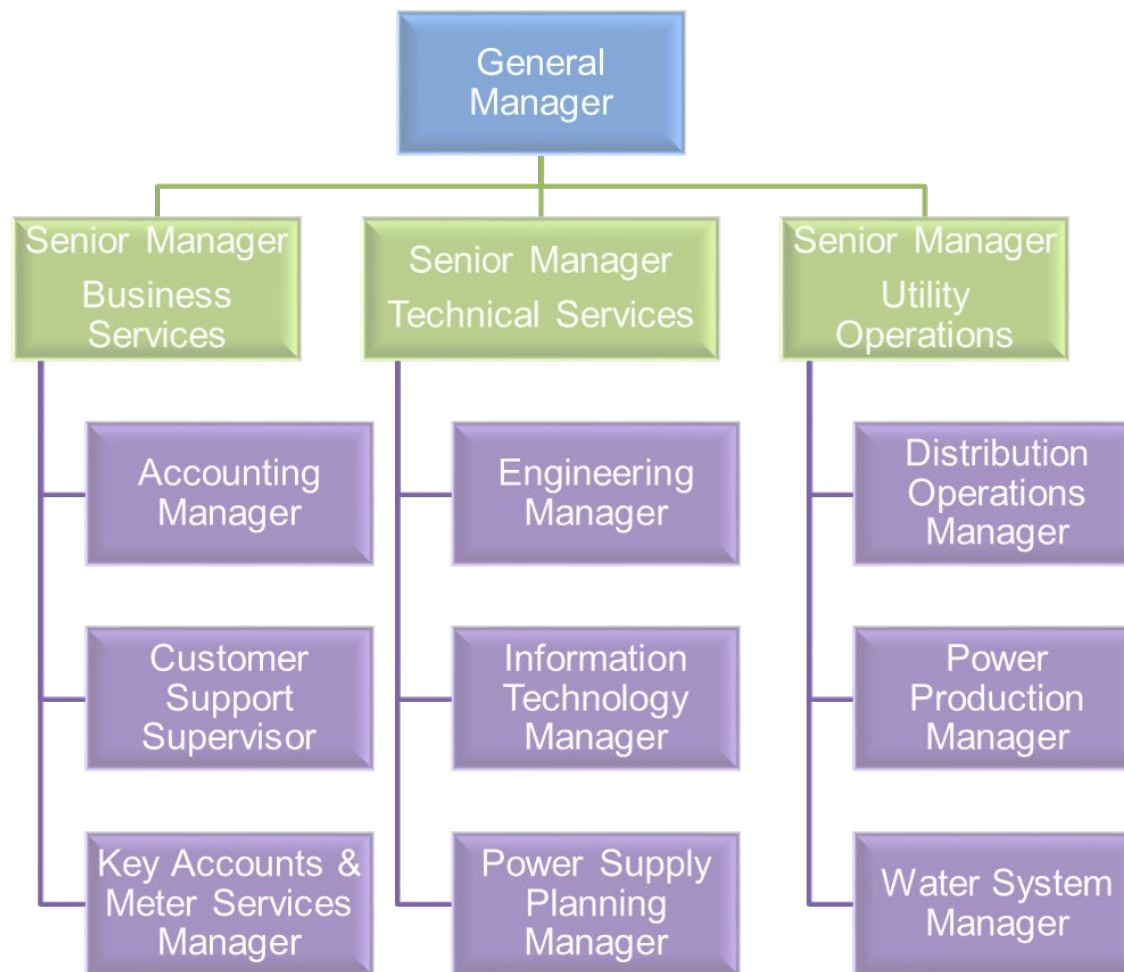 General
Manager
Senior Manager
Business
Services
Senior Manager
Technical Services
Senior Manager
Utility
Operations
Accounting
Manager
Customer
Support
Supervisor
Key Accounts &
Meter Services
Manager
Engineering
Manager
Information
Technology
Manager
Power Supply
Planning
Manager
Distribution
Operations
Manager
Power
Production
Manager
Water System
Manager